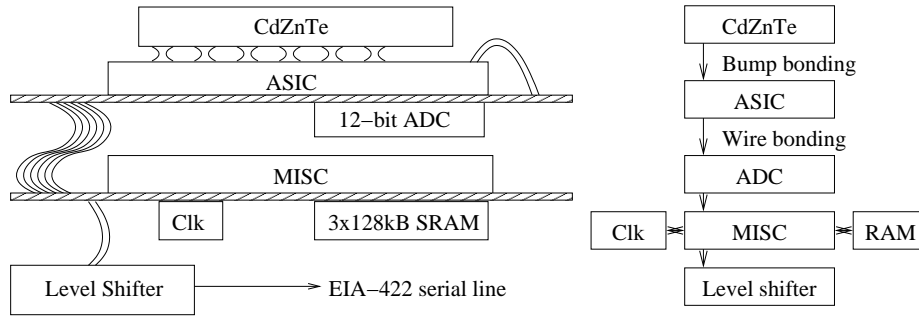 CdZnTe
ASIC
12−bit ADC
MISC
Clk
3x128kB SRAM
Level Shifter
EIA−422 serial line
CdZnTe
Bump bonding
ASIC
Wire bonding
ADC
Clk
MISC
RAM
Level shifter